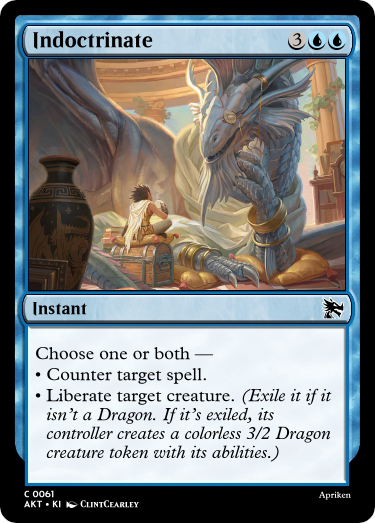 Indoctrinate 3
Instant
Choose one or both —
• Counter target spell.
• Liberate target creature. (Exile it if it
isn't a Dragon. If it's exiled, its
controller creates a colorless 3/2 Dragon
creature token with its abilities.)
C 0061
Apriken
AKT • KI ClintCearley